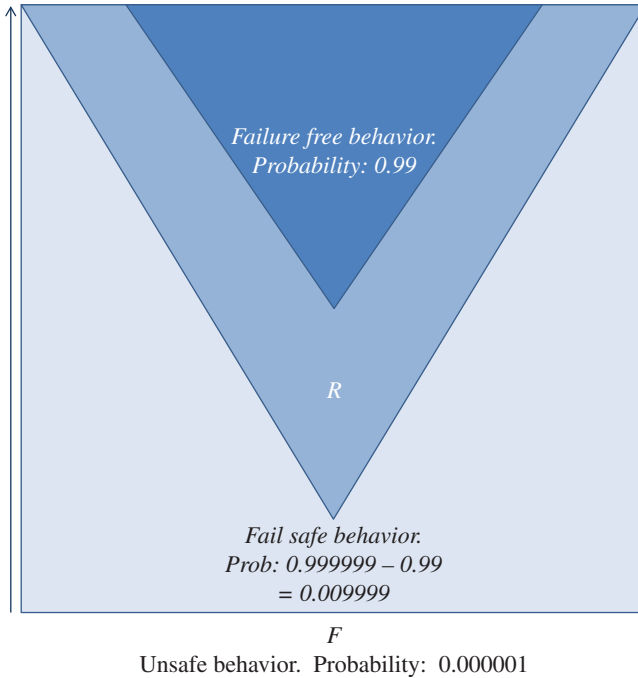 Failure free behavior.
Probability: 0.99
R
Fail safe behavior.
Prob: 0.999999 – 0.99
= 0.009999
F
Unsafe behavior. Probability: 0.000001